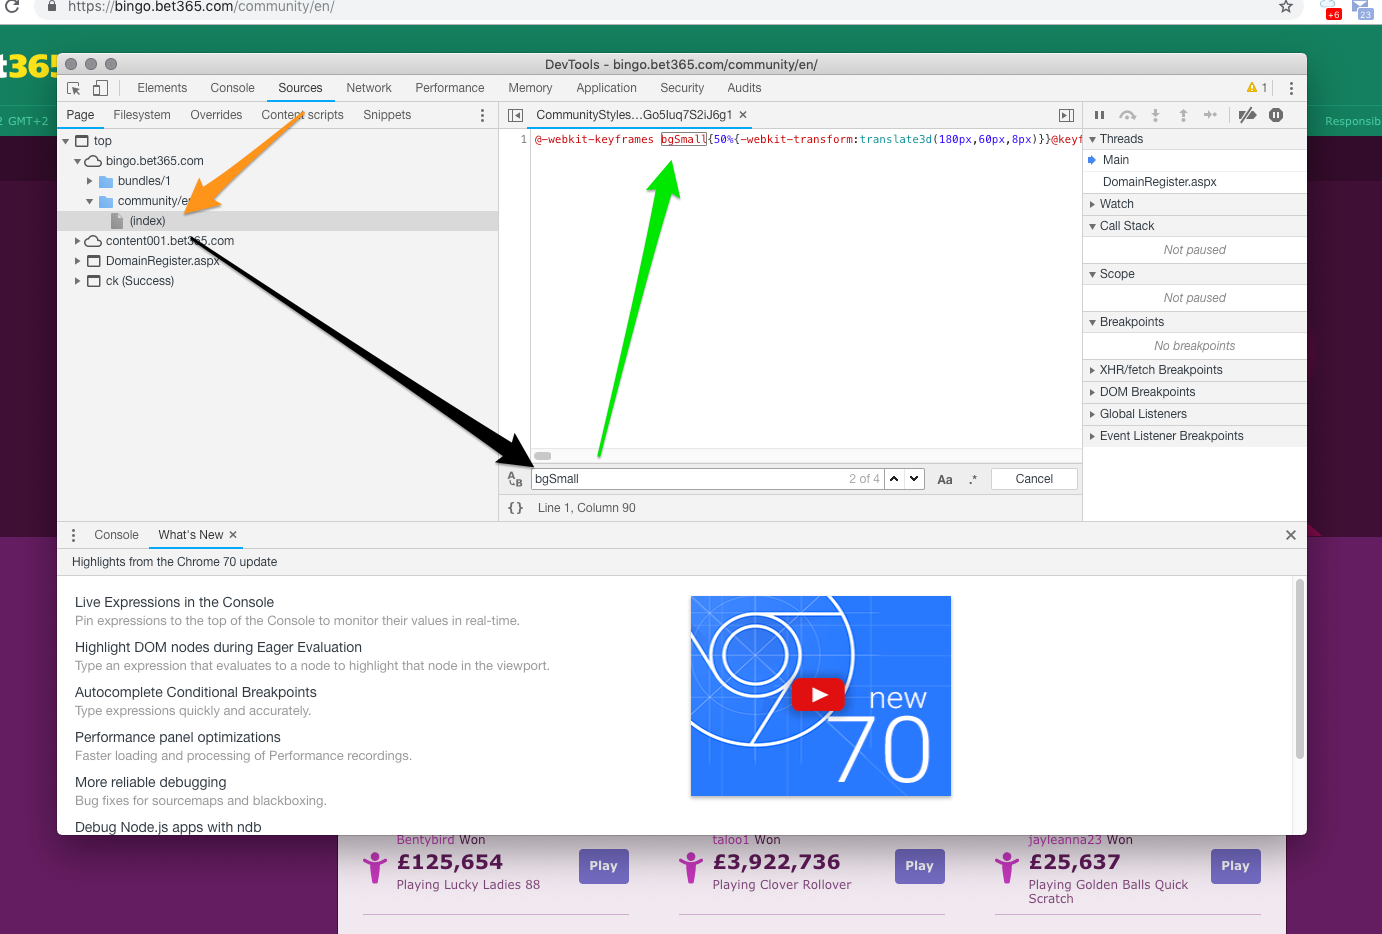 https://bingo.bet365.com/community/en/
+6
23
t365
2 GMT+2
Responsib
DevTools - bingo.bet365.com/community/en/
Elements
Console
Sources
Network
Performance
Application
Memory
Security
Audits
1
Page
Filesystem
Overrides
Content scripts
Snippets
CommunityStyles...Go5Iuq7S2iJ6g1 ×
top
bingo.bet365.com
bundles/1
community/en
(index)
content001.bet365.com
DomainRegister.aspx
ck (Success)
1
@-webkit-keyframes bgSmall{50%{-webkit-transform:translate3d(180px,60px,8px)}}@keyf
Threads
Main
DomainRegister.aspx
Watch
Call Stack
Not paused
Scope
Not paused
Breakpoints
No breakpoints
XHR/fetch Breakpoints
DOM Breakpoints
Global Listeners
Event Listener Breakpoints
A B
bgSmall
2 of 4
Aa
.*
Cancel
{}
Line 1, Column 90
Console
What's New ×
Highlights from the Chrome 70 update
Live Expressions in the Console
Pin expressions to the top of the Console to monitor their values in real-time.
Highlight DOM nodes during Eager Evaluation
Type an expression that evaluates to a node to highlight that node in the viewport.
Autocomplete Conditional Breakpoints
Type expressions quickly and accurately.
Performance panel optimizations
Faster loading and processing of Performance recordings.
More reliable debugging
Bug fixes for sourcemaps and blackboxing.
Debug Node.js apps with ndb
new
70
Bentybird Won
£125,654
Playing Lucky Ladies 88
Play
taloo1 Won
£3,922,736
Playing Clover Rollover
Play
jayleanna23 Won
£25,637
Playing Golden Balls Quick
Scratch
Play